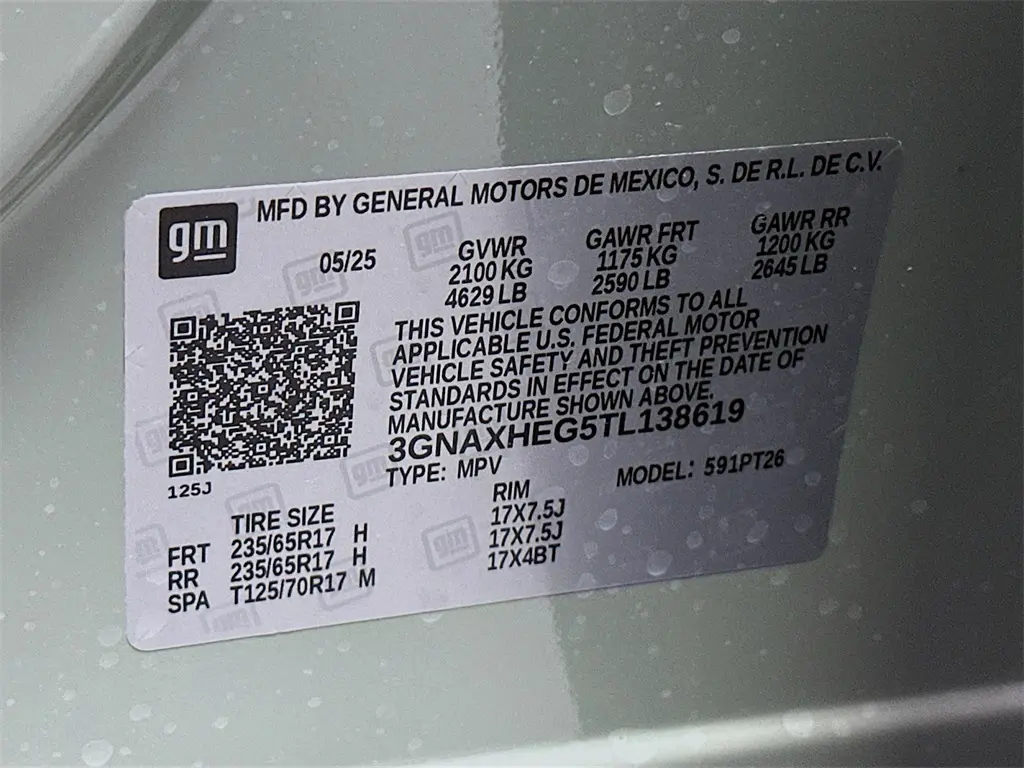 gm
MFD BY GENERAL MOTORS DE MEXICO, S. DE R.L. DE C.V.
05/25
GVWR GAWR FRT GAWR RR
2100 KG 1175 KG 1200 KG
4629 LB 2590 LB 2645 LB
THIS VEHICLE CONFORMS TO ALL
APPLICABLE U.S. FEDERAL MOTOR
VEHICLE SAFETY AND THEFT PREVENTION
STANDARDS IN EFFECT ON THE DATE OF
MANUFACTURE SHOWN ABOVE.
3GNAXHEG5TL138619
TYPE: MPV MODEL: 591PT26
125J
TIRE SIZE RIM
FRT 235/65R17 H 17X7.5J
RR 235/65R17 H 17X7.5J
SPA T125/70R17 M 17X4BT